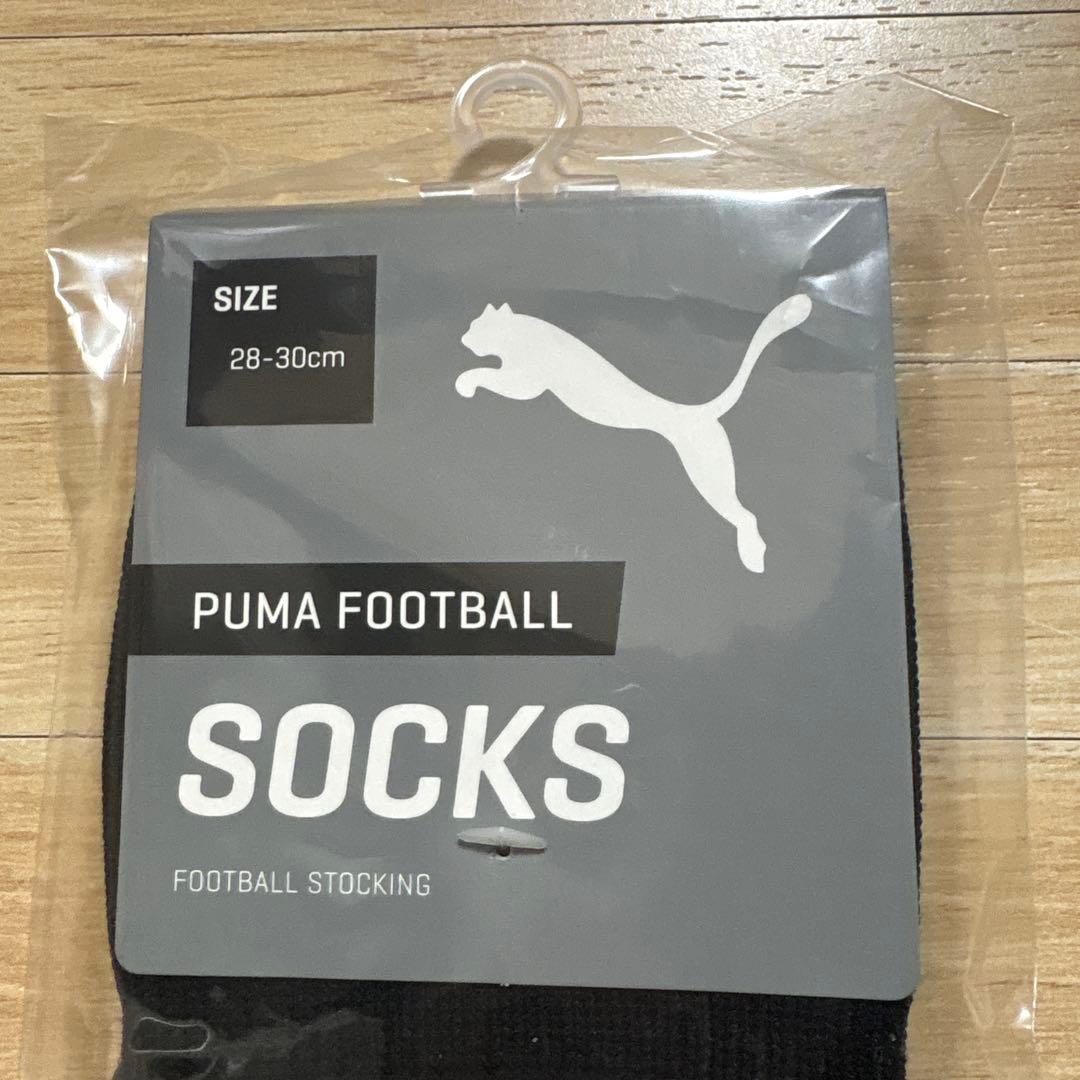 SIZE
28-30cm
PUMA FOOTBALL
SOCKS
FOOTBALL STOCKING